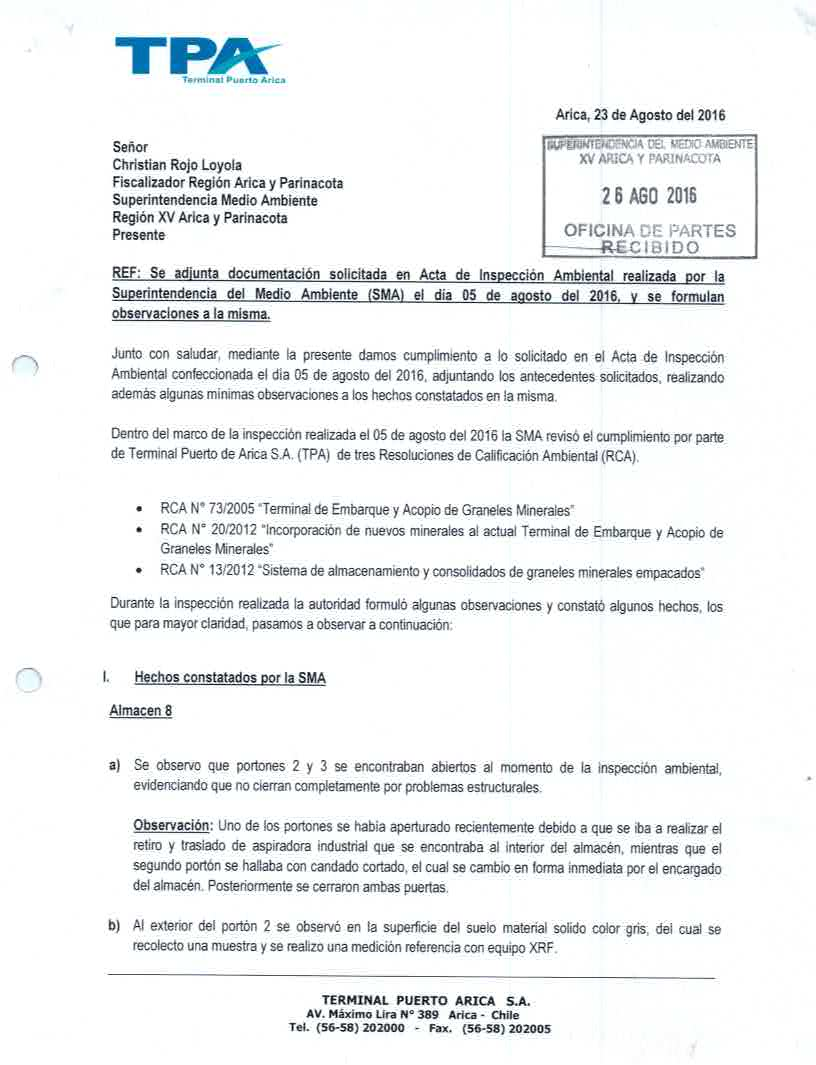 TPA
Terminal Puerto Arica
Arica, 23 de Agosto del 2016
Señor
Christian Rojo Loyola
Fiscalizador Región Arica y Parinacota
Superintendencia Medio Ambiente
Región XV Arica y Parinacota
Presente
SUPERINTENDENCIA DEL MEDIO AMBIENTE
XV ARICA Y PARINACOTA
26 AGO 2016
OFICINA DE PARTES
RECIBIDO
REF: Se adjunta documentación solicitada en Acta de Inspección Ambiental realizada por la
Superintendencia del Medio Ambiente (SMA) el día 05 de agosto del 2016, y se formulan
observaciones a la misma.
Junto con saludar, mediante la presente damos cumplimiento a lo solicitado en el Acta de Inspección
Ambiental confeccionada el día 05 de agosto del 2016, adjuntando los antecedentes solicitados, realizando
además algunas mínimas observaciones a los hechos constatados en la misma.
Dentro del marco de la inspección realizada el 05 de agosto del 2016 la SMA revisó el cumplimiento por parte
de Terminal Puerto de Arica S.A. (TPA) de tres Resoluciones de Calificación Ambiental (RCA).
• RCA N° 73/2005 "Terminal de Embarque y Acopio de Graneles Minerales"
• RCA N° 20/2012 "Incorporación de nuevos minerales al actual Terminal de Embarque y Acopio de
Graneles Minerales"
• RCA N° 13/2012 "Sistema de almacenamiento y consolidados de graneles minerales empacados"
Durante la inspección realizada la autoridad formuló algunas observaciones y constató algunos hechos, los
que para mayor claridad, pasamos a observar a continuación:
I. Hechos constatados por la SMA
Almacen 8
a) Se observo que portones 2 y 3 se encontraban abiertos al momento de la inspección ambiental,
evidenciando que no cierran completamente por problemas estructurales.
Observación: Uno de los portones se había aperturado recientemente debido a que se iba a realizar el
retiro y traslado de aspiradora industrial que se encontraba al interior del almacén, mientras que el
segundo portón se hallaba con candado cortado, el cual se cambio en forma inmediata por el encargado
del almacén. Posteriormente se cerraron ambas puertas.
b) Al exterior del portón 2 se observó en la superficie del suelo material solido color gris, del cual se
recolecto una muestra y se realizo una medición referencia con equipo XRF.
TERMINAL PUERTO ARICA S.A.
AV. Máximo Lira N° 389 Arica - Chile
Tel. (56-58) 202000 - Fax. (56-58) 202005